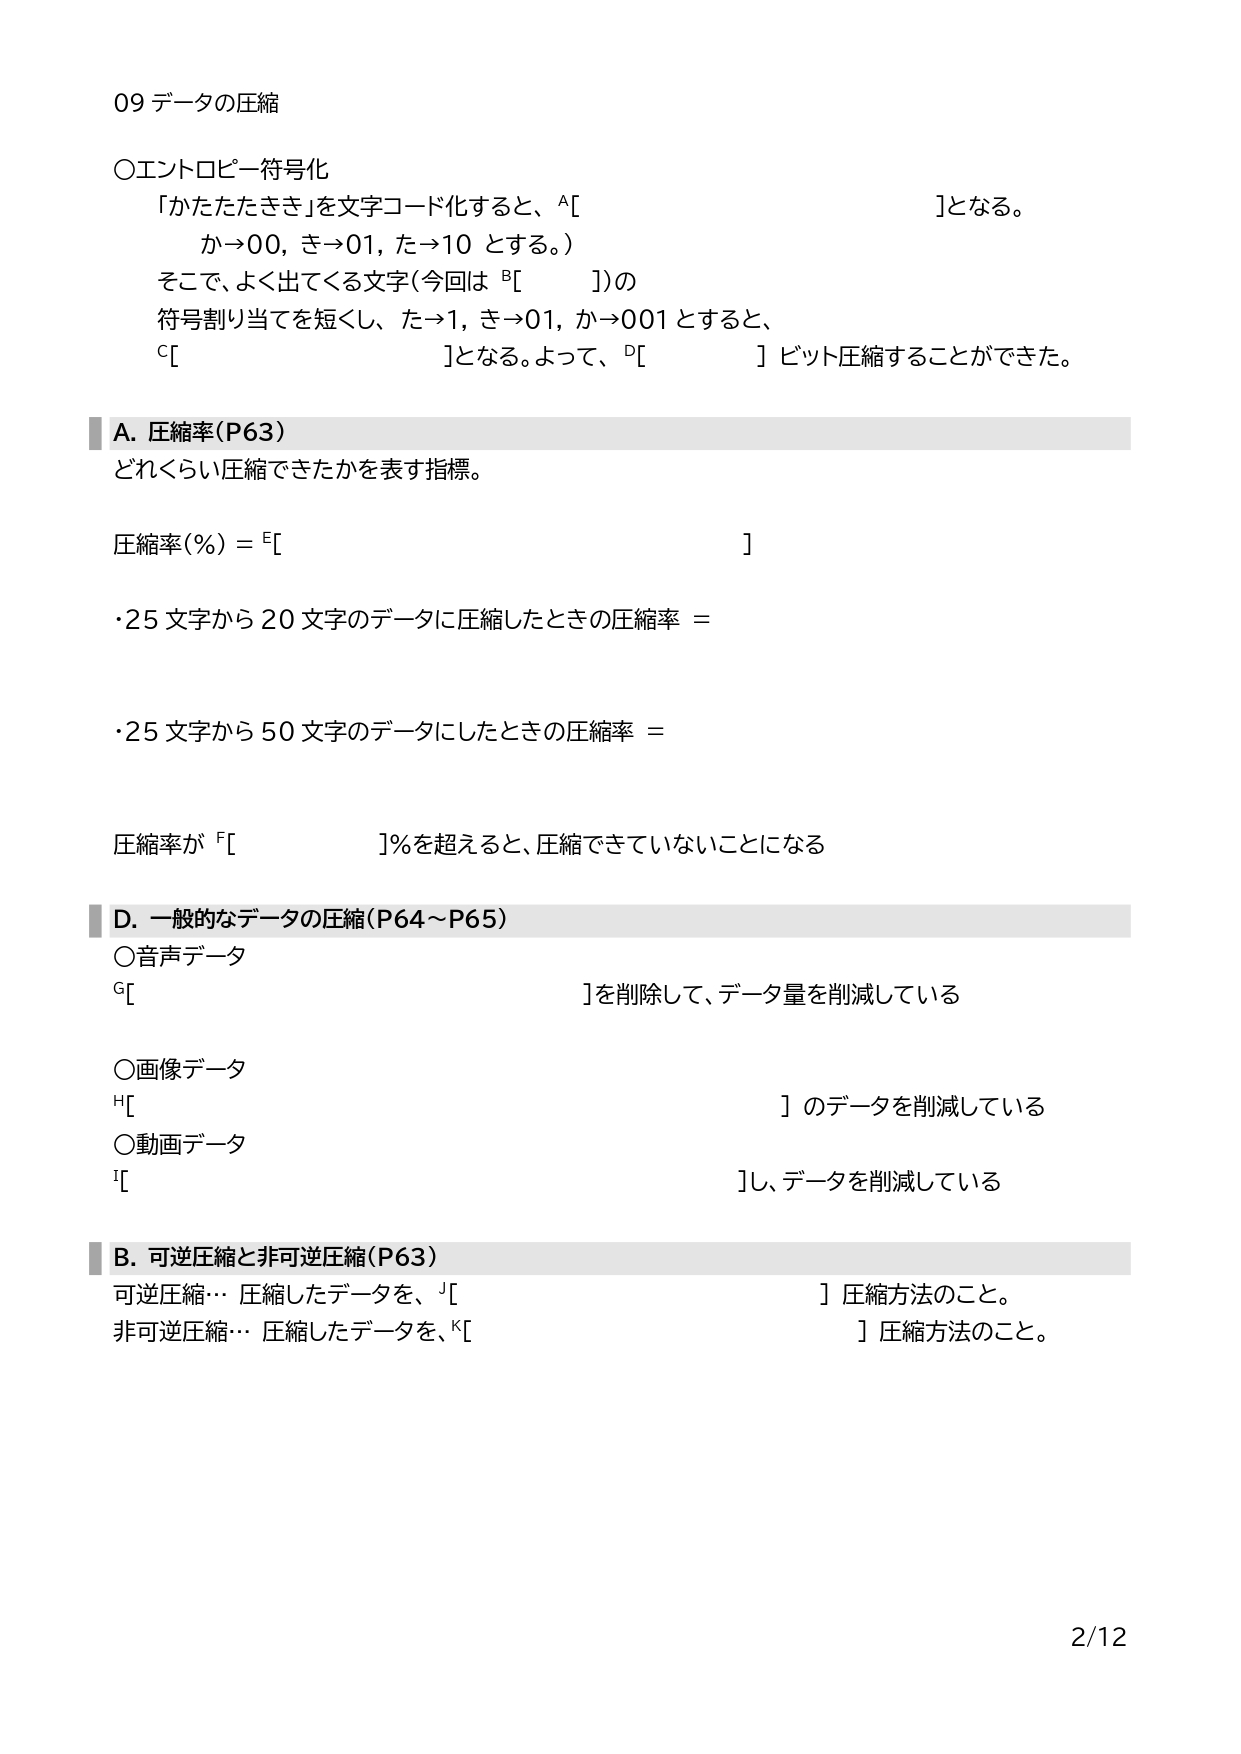 09 データの圧縮
○エントロピー符号化
「かたたたきき」を文字コード化すると、 A[ ]となる。
か→00, き→01, た→10 とする。)
そこで、よく出てくる文字(今回は B[ ])の
符号割り当てを短くし、 た→1, き→01, か→001 とすると、
C[ ]となる。よって、 D[ ] ビット圧縮することができた。
A. 圧縮率(P63)
どれくらい圧縮できたかを表す指標。
圧縮率(%) = E[ ]
・25 文字から 20 文字のデータに圧縮したときの圧縮率 =
・25 文字から 50 文字のデータにしたときの圧縮率 =
圧縮率が F[ ]%を超えると、圧縮できていないことになる
D. 一般的なデータの圧縮(P64～P65)
○音声データ
G[ ]を削除して、データ量を削減している
○画像データ
H[ ] のデータを削減している
○動画データ
I[ ]し、データを削減している
B. 可逆圧縮と非可逆圧縮(P63)
可逆圧縮… 圧縮したデータを、 J[ ] 圧縮方法のこと。
非可逆圧縮… 圧縮したデータを、K[ ] 圧縮方法のこと。
2/12